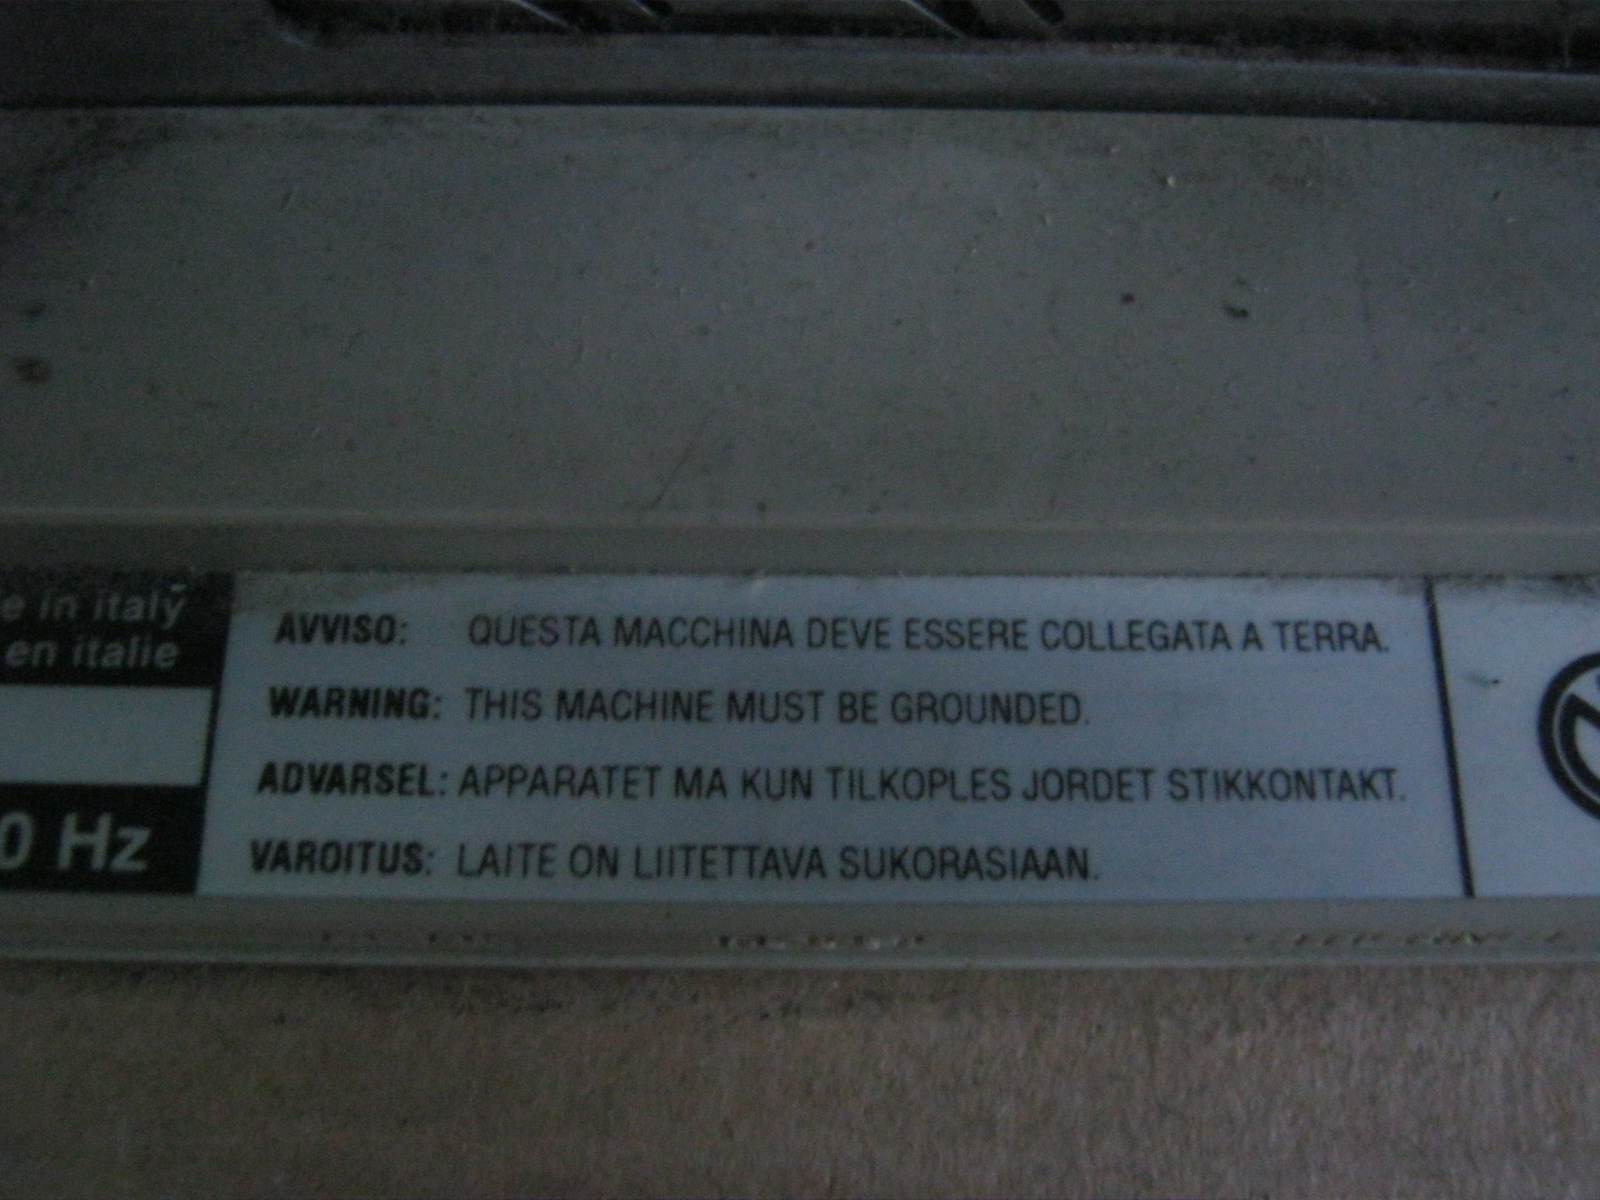 e in italy
en italie
0 Hz
AVVISO: QUESTA MACCHINA DEVE ESSERE COLLEGATA A TERRA.
WARNING: THIS MACHINE MUST BE GROUNDED.
ADVARSEL: APPARATET MA KUN TILKOPLES JORDET STIKKONTAKT.
VAROITUS: LAITE ON LIITETTAVA SUKORASIAAN.